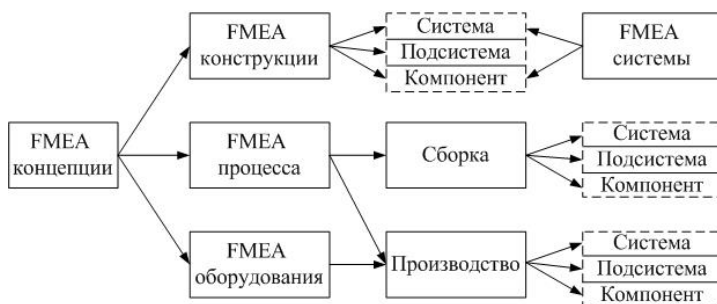 FMEA
конструкции
Система
Подсистема
Компонент
FMEA
системы
FMEA
концепции
FMEA
процесса
Сборка
Система
Подсистема
Компонент
FMEA
оборудования
Производство
Система
Подсистема
Компонент